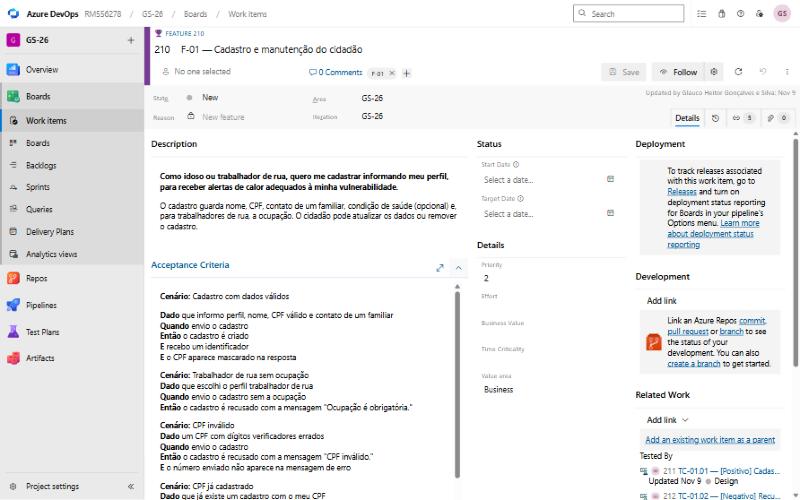 Azure DevOps RM556278 / GS-26 / Boards / Work items
Search
GS
G GS-26
Overview
Boards
Work items
Boards
Backlogs
Sprints
Queries
Delivery Plans
Analytics views
Repos
Pipelines
Test Plans
Artifacts
Project settings
FEATURE 210
210 F-01 — Cadastro e manutenção do cidadão
No one selected
0 Comments
F-01
Save
Follow
State
New
Area
GS-26
Reason
New feature
Iteration
GS-26
Updated by Glauco Heitor Gonçalves e Silva: Nov 9
Details
5
0
Description
Como idoso ou trabalhador de rua, quero me cadastrar informando meu perfil,
para receber alertas de calor adequados à minha vulnerabilidade.
O cadastro guarda nome, CPF, contato de um familiar, condição de saúde (opcional) e,
para trabalhadores de rua, a ocupação. O cidadão pode atualizar os dados ou remover
o cadastro.
Acceptance Criteria
Cenário: Cadastro com dados válidos
Dado que informo perfil, nome, CPF válido e contato de um familiar
Quando envio o cadastro
Então o cadastro é criado
E recebo um identificador
E o CPF aparece mascarado na resposta
Cenário: Trabalhador de rua sem ocupação
Dado que escolhi o perfil trabalhador de rua
Quando envio o cadastro sem a ocupação
Então o cadastro é recusado com a mensagem "Ocupação é obrigatória."
Cenário: CPF inválido
Dado um CPF com dígitos verificadores errados
Quando envio o cadastro
Então o cadastro é recusado com a mensagem "CPF inválido."
E o número enviado não aparece na mensagem de erro
Cenário: CPF já cadastrado
Dado que já existe um cadastro com o meu CPF
Status
Start Date
Select a date...
Target Date
Select a date...
Details
Priority
2
Effort
Business Value
Time Criticality
Value area
Business
Deployment
To track releases associated
with this work item, go to
Releases and turn on
deployment status reporting
for Boards in your pipeline's
Options menu. Learn more
about deployment status
reporting
Development
Add link
Link an Azure Repos commit,
pull request or branch to see
the status of your
development. You can also
create a branch to get started.
Related Work
Add link
Add an existing work item as a parent
Tested By
211 TC-01.01 — [Positivo] Cadas...
Updated Nov 9 Design
212 TC-01.02 — [Negativo] Recu...